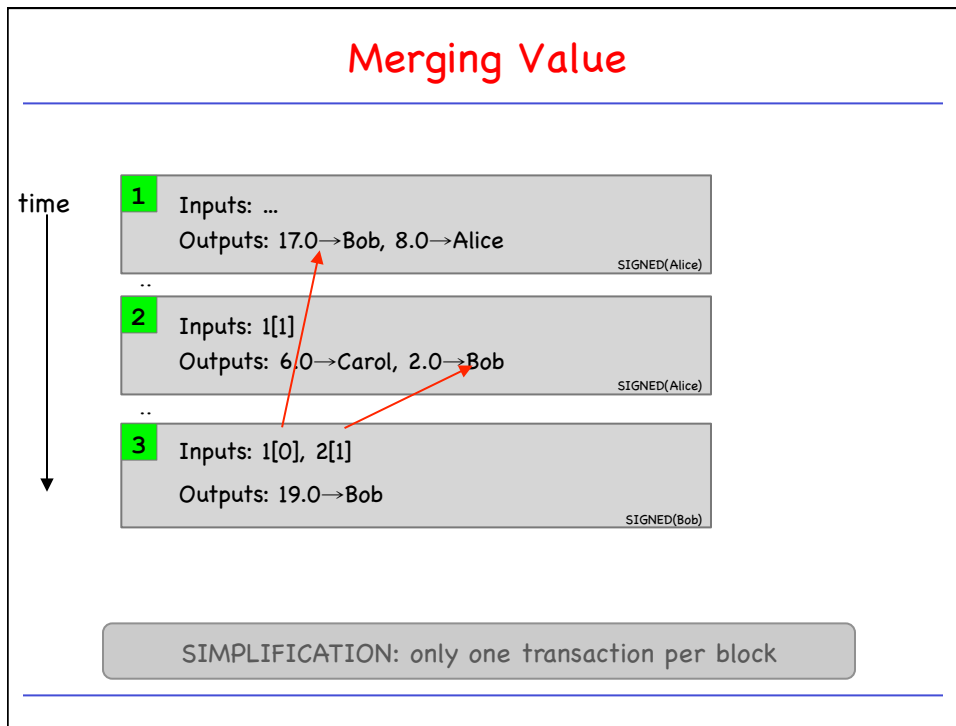 Merging Value
time
1
Inputs: ...
Outputs: 17.0→Bob, 8.0→Alice
SIGNED(Alice)
..
2
Inputs: 1[1]
Outputs: 6.0→Carol, 2.0→Bob
SIGNED(Alice)
..
3
Inputs: 1[0], 2[1]
Outputs: 19.0→Bob
SIGNED(Bob)
SIMPLIFICATION: only one transaction per block